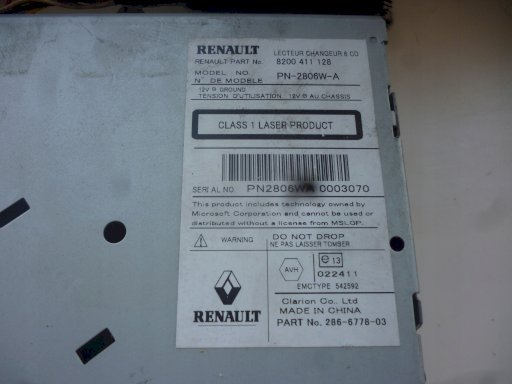 RENAULT LECTEUR CHANGEUR 6 CD
RENAULT PART No. 8200 411 128
MODEL NO. PN-2806W-A
N° DE MODELE
12V ⊖ GROUND
TENSION D'UTILISATION 12V ⊖ AU CHASSIS
CLASS 1 LASER PRODUCT
SERIAL NO. PN2806WA 0003070
This product includes technology owned by
Microsoft Corporation and cannot be used or
distributed without a license from MSLGP.
WARNING DO NOT DROP
NE PAS LAISSER TOMBER
AVH e 13
022411
EMCTYPE 542592
RENAULT
Clarion Co., Ltd
MADE IN CHINA
PART No. 286-6778-03